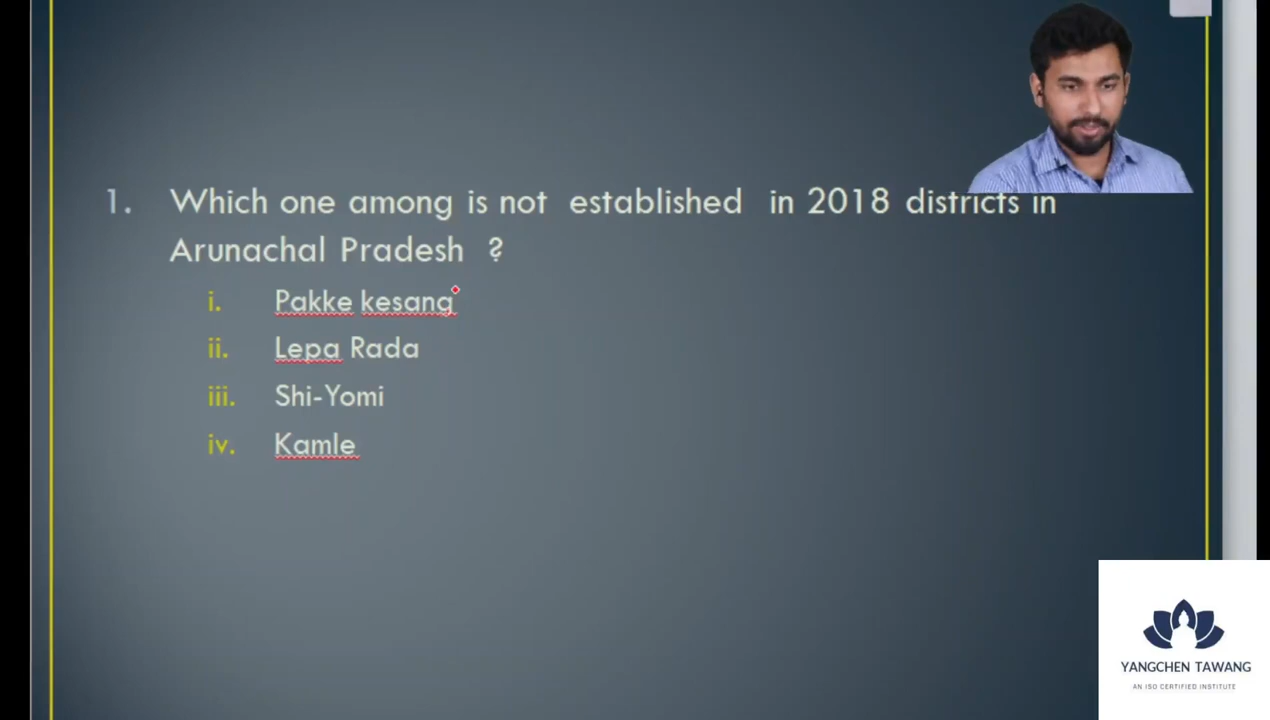 1. Which one among is not established in 2018 districts in
Arunachal Pradesh ?
i. Pakke kesang
ii. Lepa Rada
iii. Shi-Yomi
iv. Kamle
YANGCHEN TAWANG
AN ISO CERTIFIED INSTITUTE